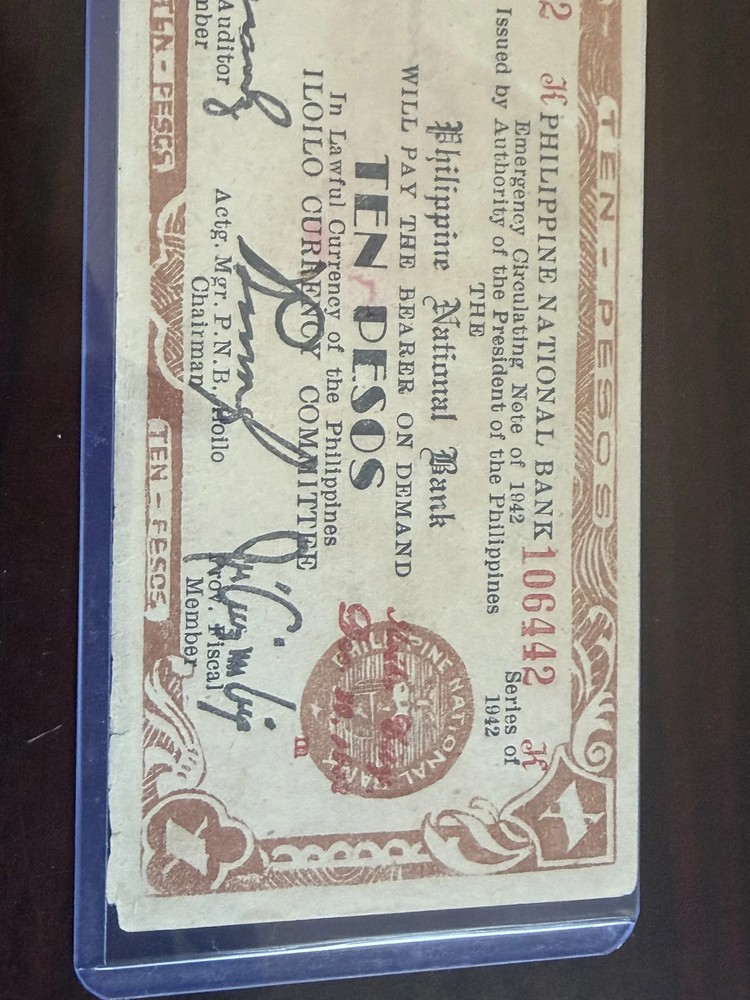 TEN - PESOS
2 K PHILIPPINE NATIONAL BANK 106442 K
Emergency Circulating Note of 1942
Series of
1942
Issued by Authority of the President of the Philippines
THE
Philippine National Bank
WILL PAY THE BEARER ON DEMAND
TEN PESOS
In Lawful Currency of the Philippines
ILOILO CURRENCY COMMITTEE
PHILIPPINE NATIONAL BANK
m
Auditor
Actg. Mgr. P.N.B. Iloilo
Chairman
Prov. Fiscal
Member
TEN - PESOS
TEN - PESOS
X